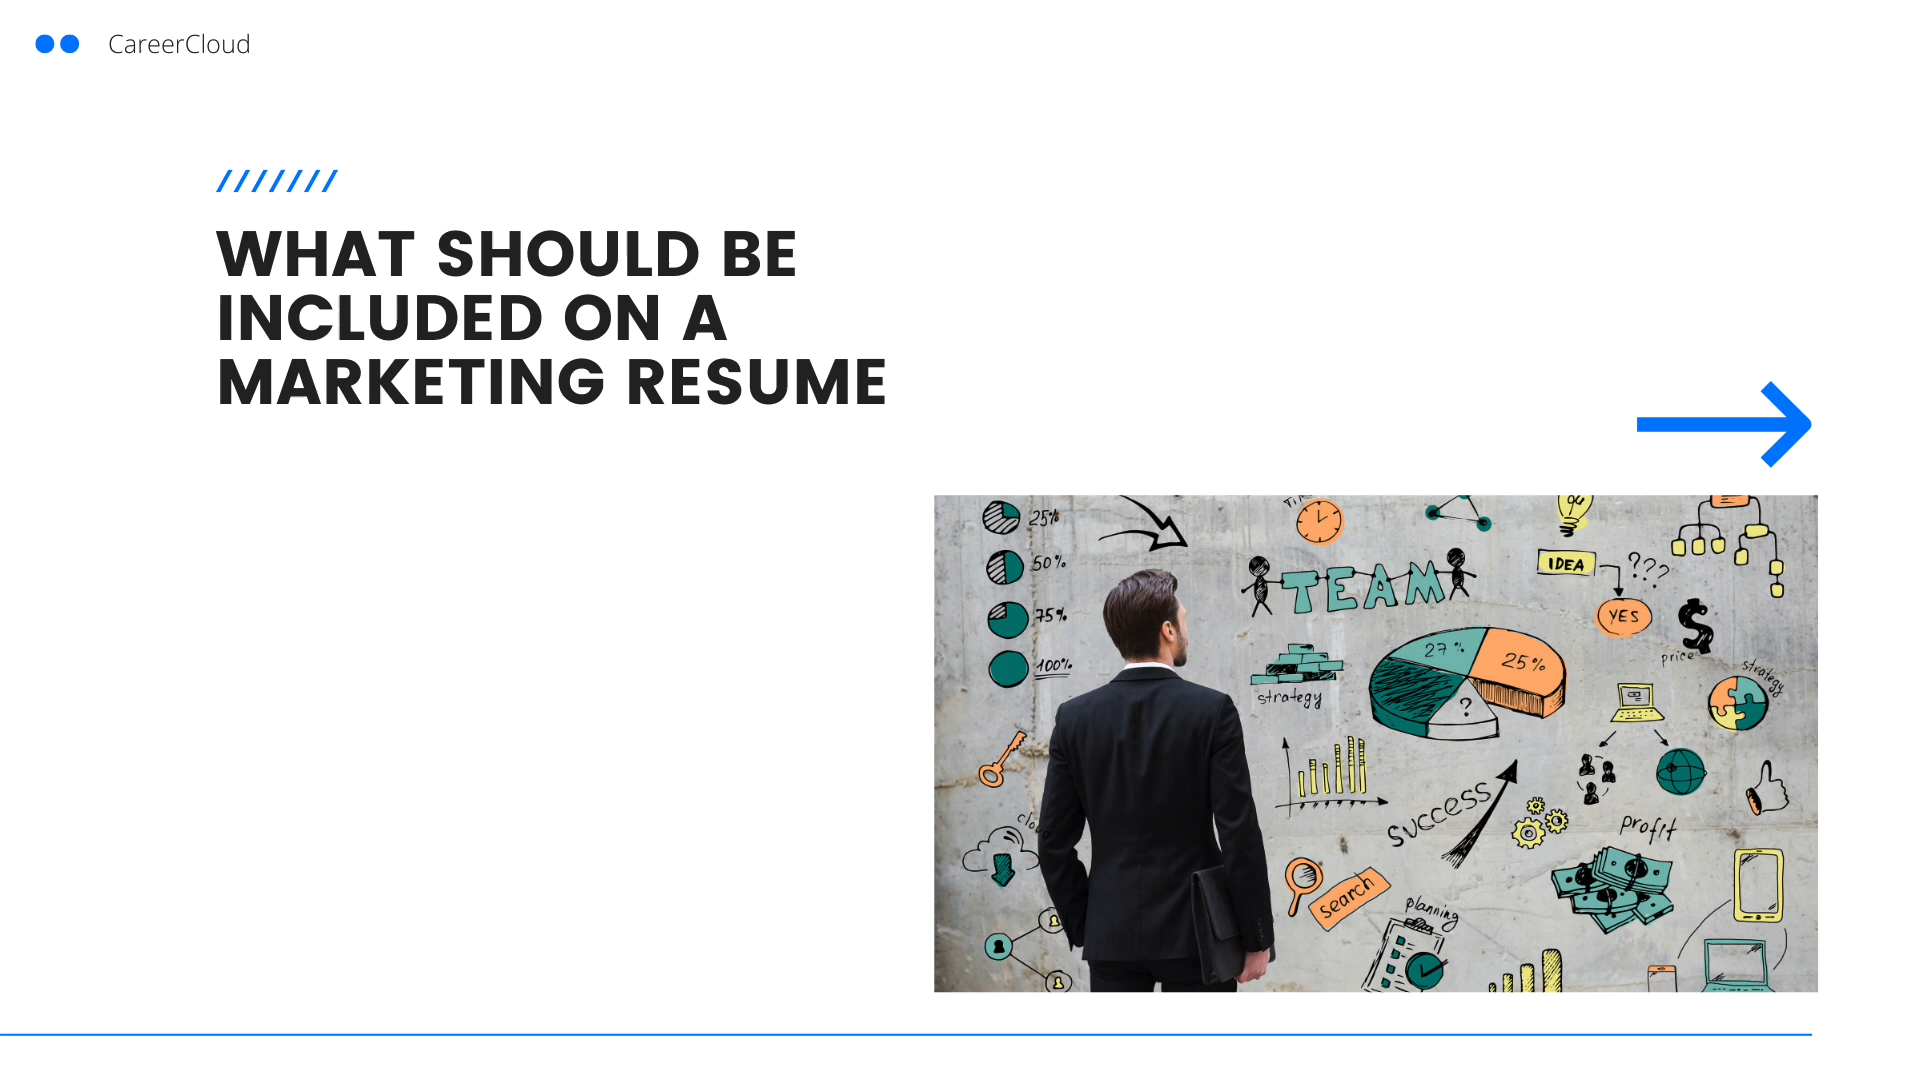 CareerCloud
WHAT SHOULD BE
INCLUDED ON A
MARKETING RESUME
25%
50%
75%
100%
TEAM
IDEA
???
YES
$
price
strategy
27%
25%
?
strategy
success
profit
search
planning